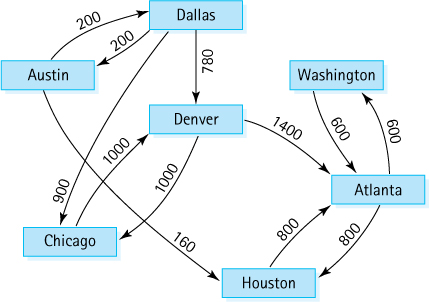 Dallas
200
200
Austin
780
Washington
Denver
1400
600
600
1000
1000
900
Atlanta
Chicago
160
800
800
Houston